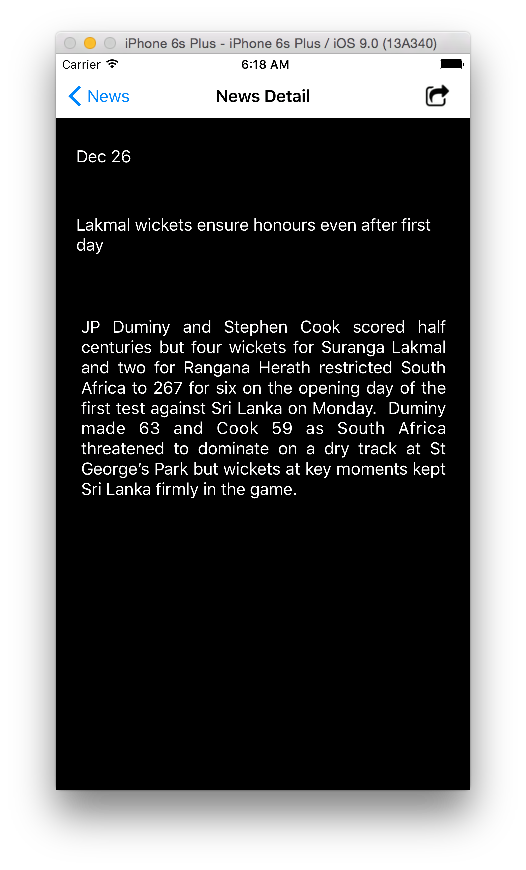 iPhone 6s Plus - iPhone 6s Plus / iOS 9.0 (13A340)
Carrier 6:18 AM
News News Detail
Dec 26
Lakmal wickets ensure honours even after first
day
JP Duminy and Stephen Cook scored half
centuries but four wickets for Suranga Lakmal
and two for Rangana Herath restricted South
Africa to 267 for six on the opening day of the
first test against Sri Lanka on Monday.  Duminy
made 63 and Cook 59 as South Africa
threatened to dominate on a dry track at St
George’s Park but wickets at key moments kept
Sri Lanka firmly in the game.